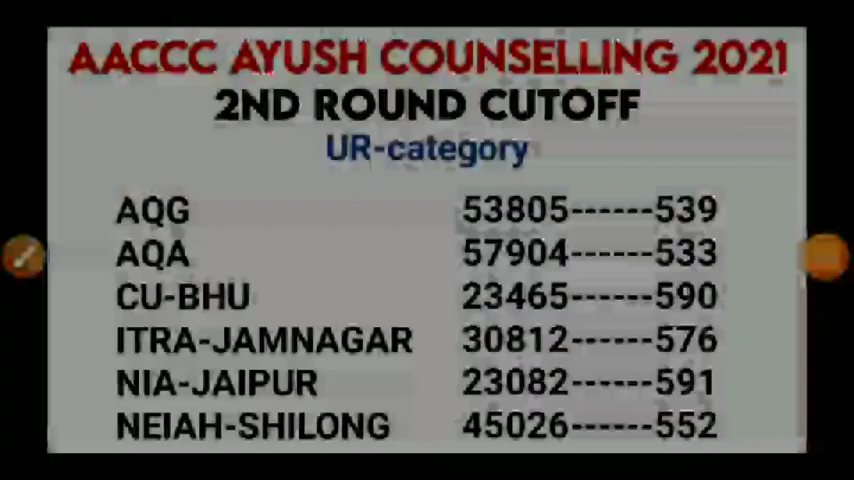 AACCC AYUSH COUNSELLING 2021
2ND ROUND CUTOFF
UR-category
AQG 53805------539
AQA 57904------533
CU-BHU 23465------590
ITRA-JAMNAGAR 30812------576
NIA-JAIPUR 23082------591
NEIAH-SHILONG 45026------552